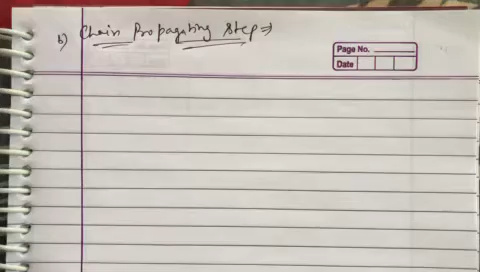 b) Chain Propagating Step ⇒
Page No.
Date